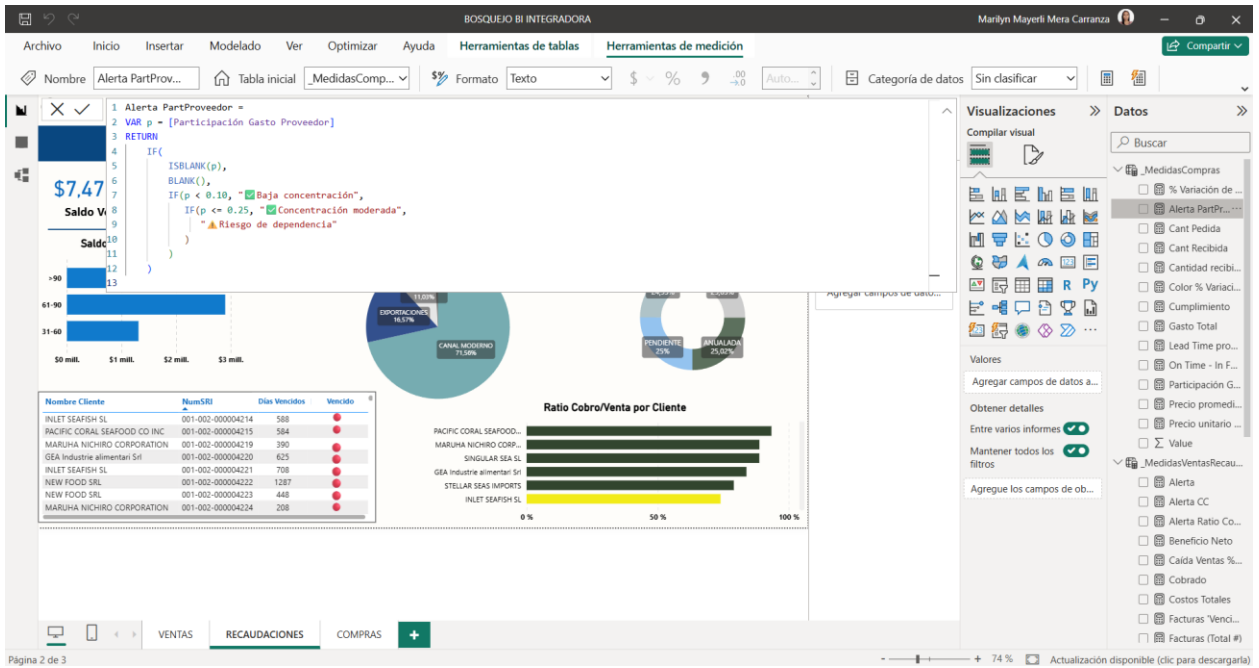 BOSQUEJO BI INTEGRADORA
Marilyn Mayerli Mera Carranza
Archivo Inicio Insertar Modelado Ver Optimizar Ayuda Herramientas de tablas Herramientas de medición Compartir
Nombre Alerta PartProv... Tabla inicial _MedidasComp... Formato Texto $ % Auto... Categoría de datos Sin clasificar
1 Alerta PartProveedor =
2 VAR p = [Participación Gasto Proveedor]
3 RETURN
4 IF(
5 ISBLANK(p),
6 BLANK(),
7 IF(p < 0.10, "✅Baja concentración",
8 IF(p <= 0.25, "✅Concentración moderada",
9 "⚠Riesgo de dependencia"
10 )
11 )
12 )
13
$7,47
Saldo V
Saldo
>90
61-90
31-60
$0 mill. $1 mill. $2 mill. $3 mill.
11,03%
EXPORTACIONES
16,57%
CANAL MODERNO
71,50%
PENDIENTE
25%
ANUALADA
25,02%
Nombre Cliente NumSRI Días Vencidos Vencido
INLET SEAFISH SL 001-002-000004214 588
PACIFIC CORAL SEAFOOD CO INC 001-002-000004215 584
MARUHA NICHIRO CORPORATION 001-002-000004219 390
GEA Industrie alimentari Srl 001-002-000004220 625
INLET SEAFISH SL 001-002-000004221 708
NEW FOOD SRL 001-002-000004222 1287
NEW FOOD SRL 001-002-000004223 448
MARUHA NICHIRO CORPORATION 001-002-000004224 208
Ratio Cobro/Venta por Cliente
PACIFIC CORAL SEAFOOD...
MARUHA NICHIRO CORP...
SINGULAR SEA SL
GEA Industrie alimentari Srl
STELLAR SEAS IMPORTS
INLET SEAFISH SL
0 % 50 % 100 %
Agregar campos de dato...
Visualizaciones
Compilar visual
R Py
Valores
Agregar campos de datos a...
Obtener detalles
Entre varios informes
Mantener todos los
filtros
Agregue los campos de ob...
Datos
Buscar
_MedidasCompras
% Variación de ...
Alerta PartPr...
Cant Pedida
Cant Recibida
Cantidad recibi...
Color % Variaci...
Cumplimiento
Gasto Total
Lead Time pro...
On Time - In F...
Participación G...
Precio promedi...
Precio unitario ...
Value
_MedidasVentasRecau...
Alerta
Alerta CC
Alerta Ratio Co...
Beneficio Neto
Caída Ventas %...
Cobrado
Costos Totales
Facturas 'Venci...
Facturas (Total #)
VENTAS RECAUDACIONES COMPRAS +
Página 2 de 3
- + 74 % Actualización disponible (clic para descargarla)